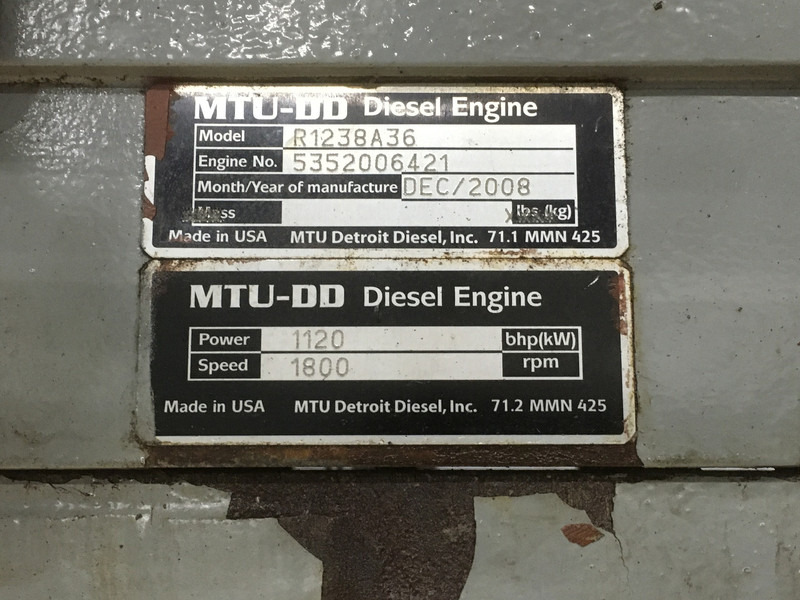 MTU-DD Diesel Engine
Model R1238A36
Engine No. 5352006421
Month/Year of manufacture DEC/2008
Mass lbs (kg)
Made in USA MTU Detroit Diesel, Inc. 71.1 MMN 425
MTU-DD Diesel Engine
Power 1120 bhp(kW)
Speed 1800 rpm
Made in USA MTU Detroit Diesel, Inc. 71.2 MMN 425